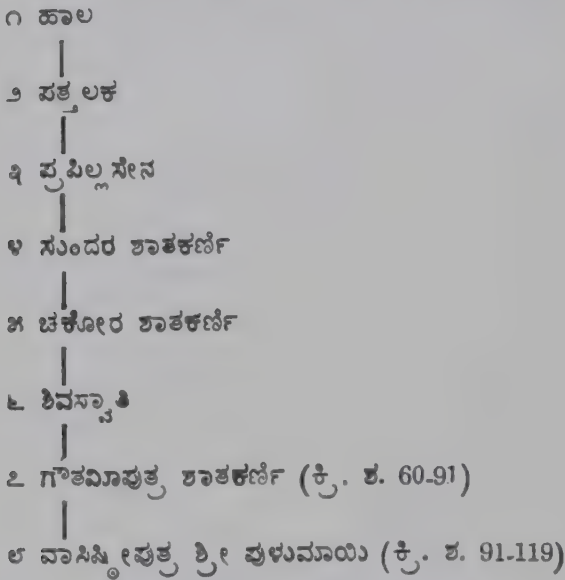 ೧ ಹಾಲ
೨ ಪತ್ತಲಕ
೩ ಪ್ರಪಿಲ್ಲಸೇನ
೪ ಸುಂದರ ಶಾತಕರ್ಣಿ
೫ ಚಕೋರ ಶಾತಕರ್ಣಿ
೬ ಶಿವಸ್ವಾತಿ
೭ ಗೌತಮೀಪುತ್ರ ಶಾತಕರ್ಣಿ (ಕ್ರಿ. ಶ. 60-91)
೮ ವಾಸಿಷ್ಠೀಪುತ್ರ ಶ್ರೀ ಪುಳುಮಾಯಿ (ಕ್ರಿ. ಶ. 91-119)